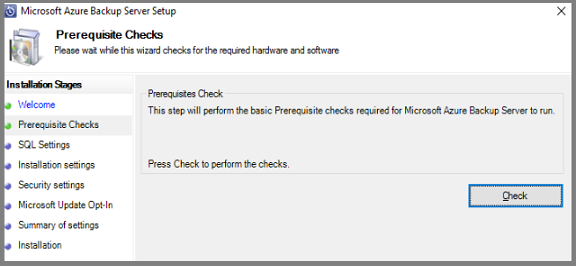 Microsoft Azure Backup Server Setup
Prerequisite Checks
Please wait while this wizard checks for the required hardware and software
Installation Stages
Welcome
Prerequisite Checks
SQL Settings
Installation settings
Security settings
Microsoft Update Opt-In
Summary of settings
Installation
Prerequisites Check
This step will perform the basic Prerequisite checks required for Microsoft Azure Backup Server to run.
Press Check to perform the checks.
Check